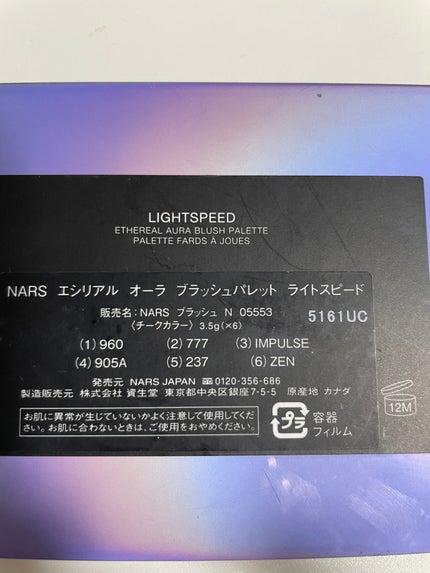 LIGHTSPEED
ETHEREAL AURA BLUSH PALETTE
PALETTE FARDS À JOUES
NARS エシリアル オーラ ブラッシュパレット ライトスピード
販売名:NARS ブラッシュ N 05553
〈チークカラー〉3.5g(×6)
5161UC
(1)960 (2)777 (3)IMPULSE
(4)905A (5)237 (6)ZEN
発売元 NARS JAPAN 0120-356-686
製造販売元 株式会社 資生堂 東京都中央区銀座7-5-5 原産地 カナダ
お肌に異常が生じていないかよく注意して使用してくだ
さい。お肌に合わないときは、ご使用をおやめください。
プラ
容器
フィルム
12M